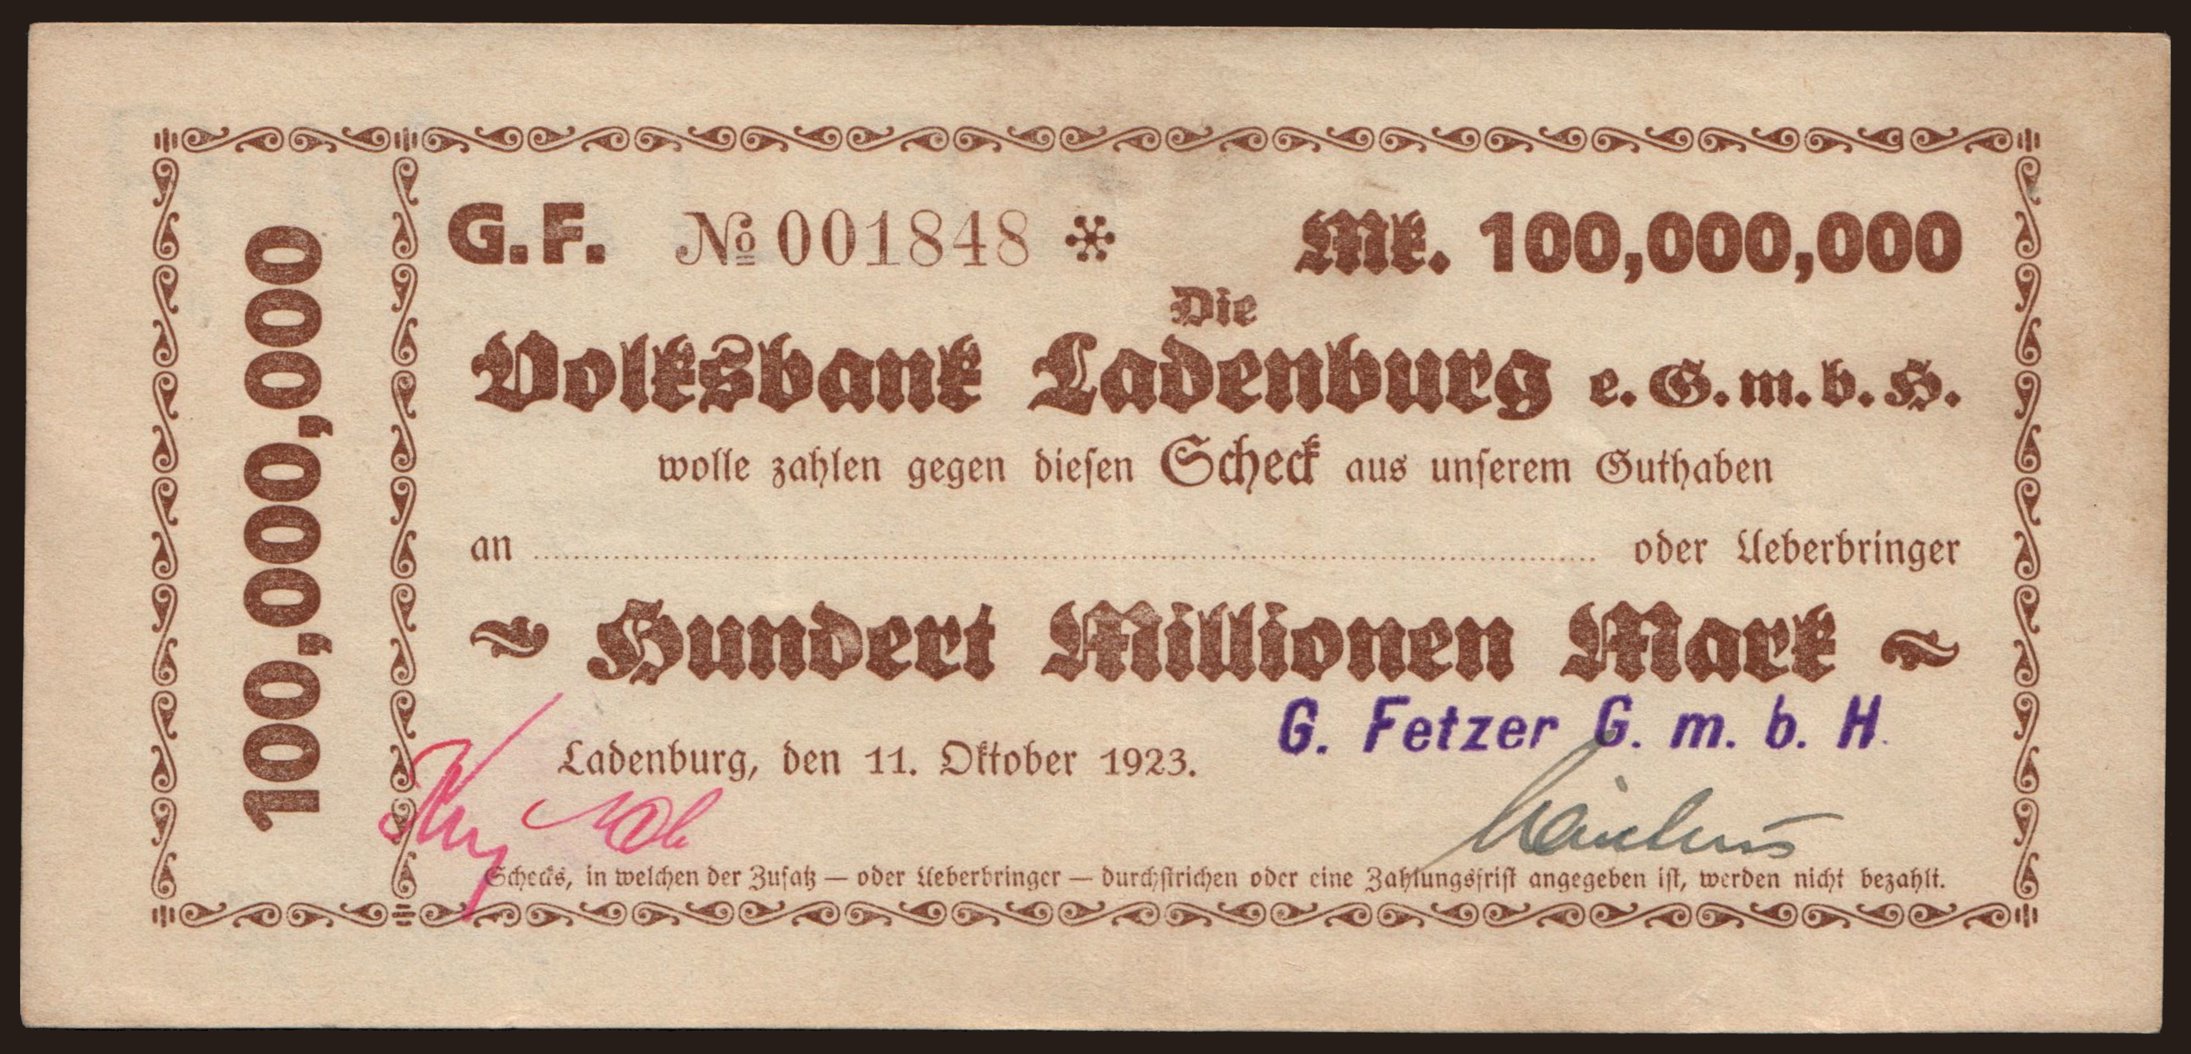 100,000,000
G.F. № 001848 * Mk. 100,000,000
Die
Volksbank Ladenburg e.G.m.b.H.
wolle zahlen gegen diesen Scheck aus unserem Guthaben
an .......... oder Ueberbringer
~ Hundert Millionen Mark ~
G. Fetzer G. m. b. H.
Ladenburg, den 11. Oktober 1923.
Schecks, in welchen der Zusatz — oder Ueberbringer — durchstrichen oder eine Zahlungsfrist angegeben ist, werden nicht bezahlt.